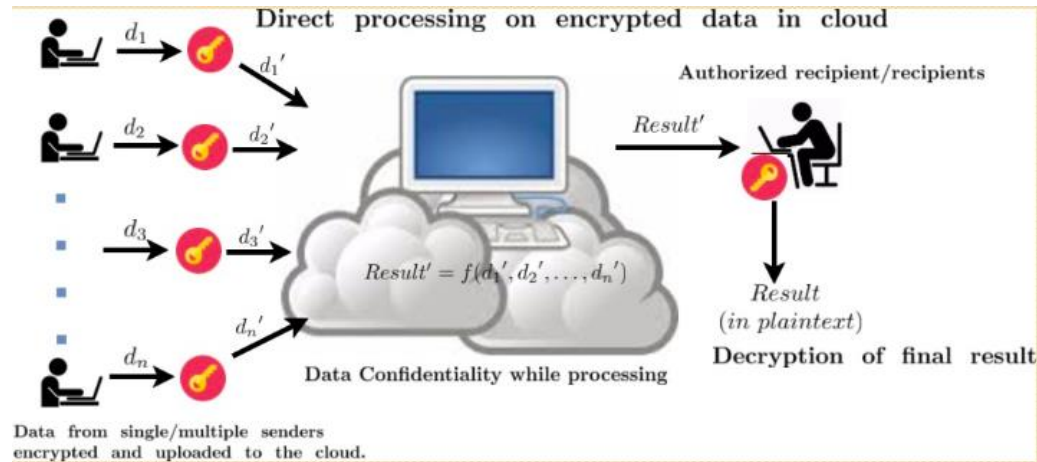 Direct processing on encrypted data in cloud
d₁
d₁′
d₂
d₂′
d₃
d₃′
dₙ
dₙ′
Result′ = f(d₁′, d₂′, . . . , dₙ′)
Data Confidentiality while processing
Data from single/multiple senders
encrypted and uploaded to the cloud.
Authorized recipient/recipients
Result′
Result
(in plaintext)
Decryption of final result